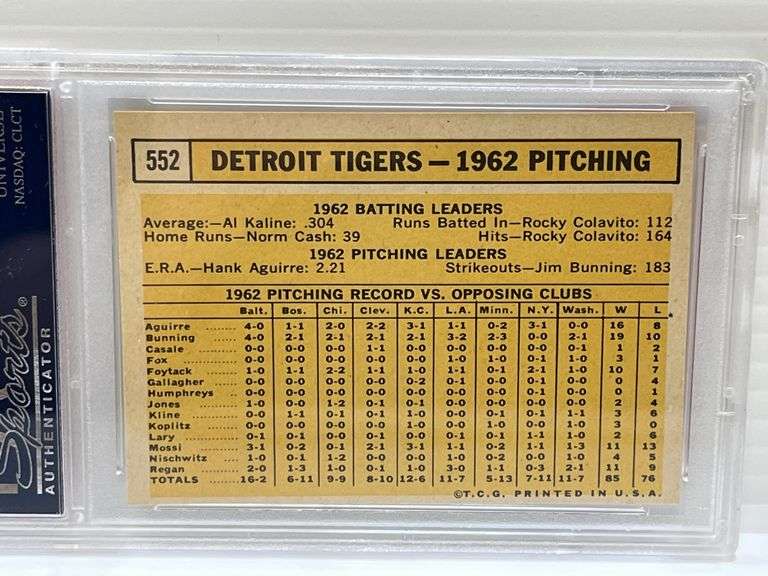 UNIVERSE
NASDAQ: CLCT
Sports®
AUTHENTICATOR
552 DETROIT TIGERS—1962 PITCHING
1962 BATTING LEADERS
Average:—Al Kaline: .304 Runs Batted In—Rocky Colavito: 112
Home Runs—Norm Cash: 39 Hits—Rocky Colavito: 164
1962 PITCHING LEADERS
E.R.A.—Hank Aguirre: 2.21 Strikeouts—Jim Bunning: 183
1962 PITCHING RECORD VS. OPPOSING CLUBS
Balt. Bos. Chi. Clev. K.C. L.A. Minn. N.Y. Wash. W L
Aguirre 4-0 1-1 2-0 2-2 3-1 1-1 0-2 3-1 0-0 16 8
Bunning 4-0 2-1 2-1 2-1 2-1 3-2 2-2 0-0 2-1 19 10
Casale 0-0 0-0 0-0 1-1 0-0 0-0 0-1 0-0 0-0 1 2
Fox 0-0 0-0 0-0 0-0 1-0 1-0 0-1 1-0 0-0 3 1
Foytack 1-0 1-0 2-2 1-1 1-0 1-0 0-1 1-2 2-1 10 7
Gallagher 0-0 0-0 0-0 0-1 0-2 0-1 0-0 0-0 0-0 0 4
Humphreys 0-0 0-0 0-0 0-1 0-0 0-0 0-0 0-0 0-0 0 1
Jones 1-0 0-0 1-2 0-1 0-0 0-0 0-1 0-0 0-0 2 4
Kline 0-0 1-1 0-1 0-1 1-0 0-1 0-1 0-1 1-0 3 6
Koplitz 0-0 0-0 1-0 0-0 1-0 1-0 0-0 0-0 0-0 3 0
Lary 0-1 0-1 0-0 0-1 0-0 0-1 1-0 1-1 0-1 2 6
Mossi 3-1 0-2 0-1 2-1 3-1 1-1 0-2 1-1 1-3 11 13
Nischwitz 0-0 0-1 1-2 0-0 0-0 0-0 1-1 1-1 1-0 4 5
Regan 2-0 1-3 1-0 0-0 0-1 3-0 1-1 0-3 2-1 11 9
TOTALS 16-2 6-11 9-9 8-10 12-6 11-7 5-13 7-11 11-7 85 76
©T.C.G. PRINTED IN U.S.A.